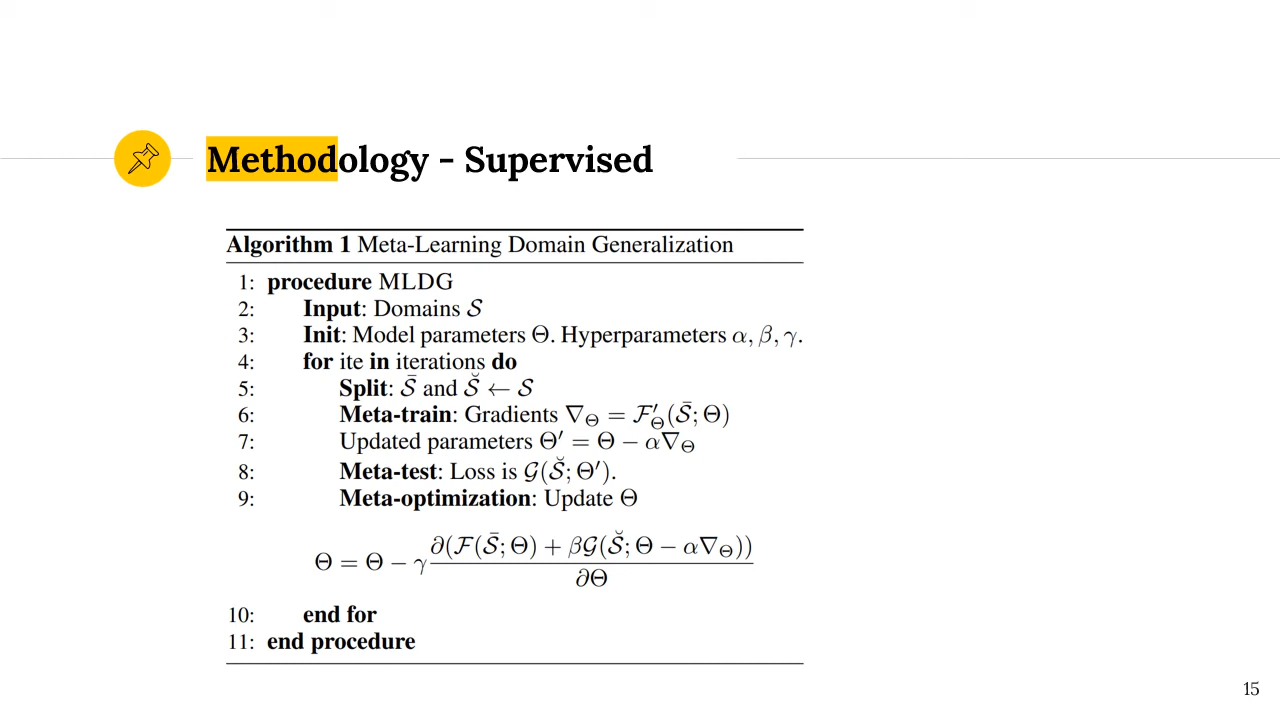 Methodology - Supervised
Algorithm 1 Meta-Learning Domain Generalization
1: procedure MLDG
2: Input: Domains 𝒮
3: Init: Model parameters Θ. Hyperparameters α, β, γ.
4: for ite in iterations do
5: Split: 𝒮̄ and 𝒮̆ ← 𝒮
6: Meta-train: Gradients ∇_Θ = ℱ′_Θ(𝒮̄; Θ)
7: Updated parameters Θ′ = Θ − α∇_Θ
8: Meta-test: Loss is 𝒢(𝒮̆; Θ′).
9: Meta-optimization: Update Θ
Θ = Θ − γ ∂(ℱ(𝒮̄; Θ) + β𝒢(𝒮̆; Θ − α∇_Θ)) / ∂Θ
10: end for
11: end procedure
15